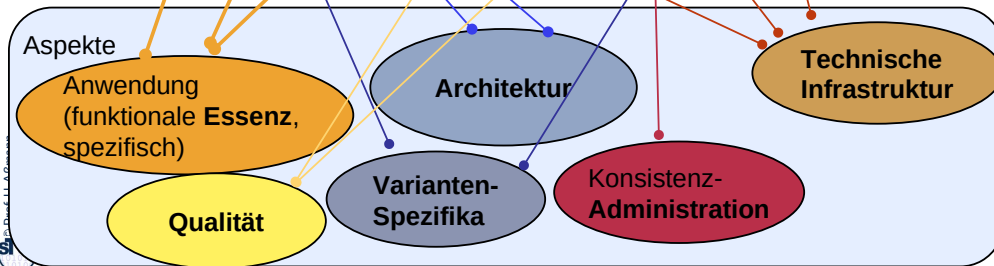 Aspekte
Anwendung
(funktionale Essenz,
spezifisch)
Architektur
Technische
Infrastruktur
Varianten-
Spezifika
Konsistenz-
Administration
Qualität